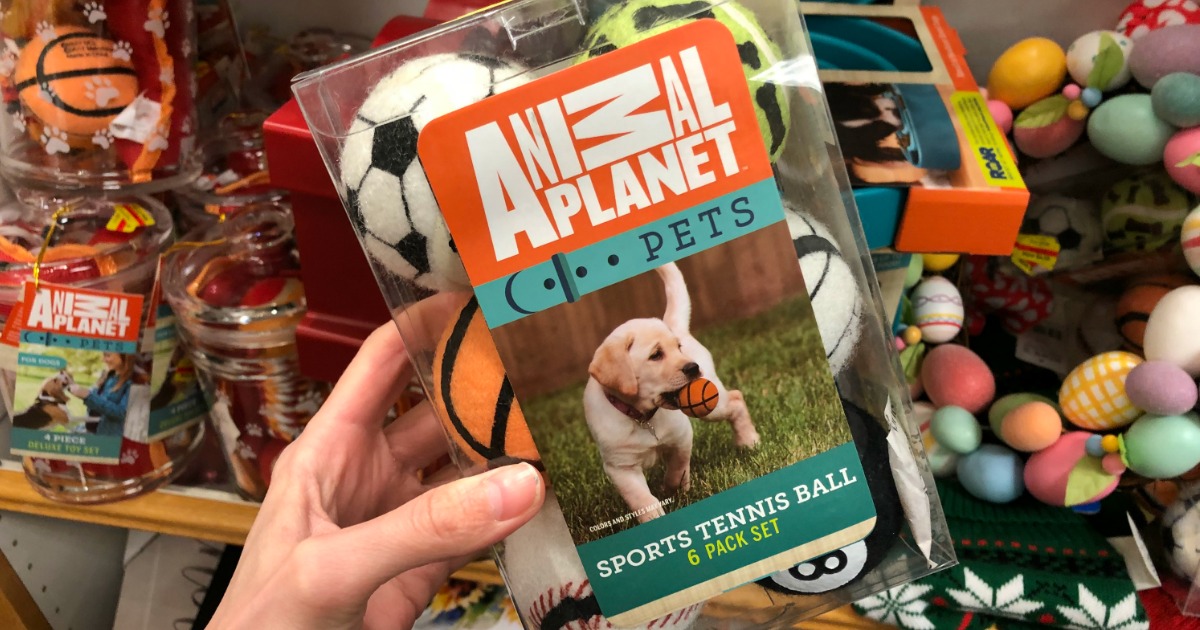 ANIMAL
PLANET
PETS
COLORS AND STYLES MAY VARY.
SPORTS TENNIS BALL
6 PACK SET
8
ANIMAL
PLANET
PETS
FOR DOGS
4 PIECE
DELUXE TOY SET
ROAR